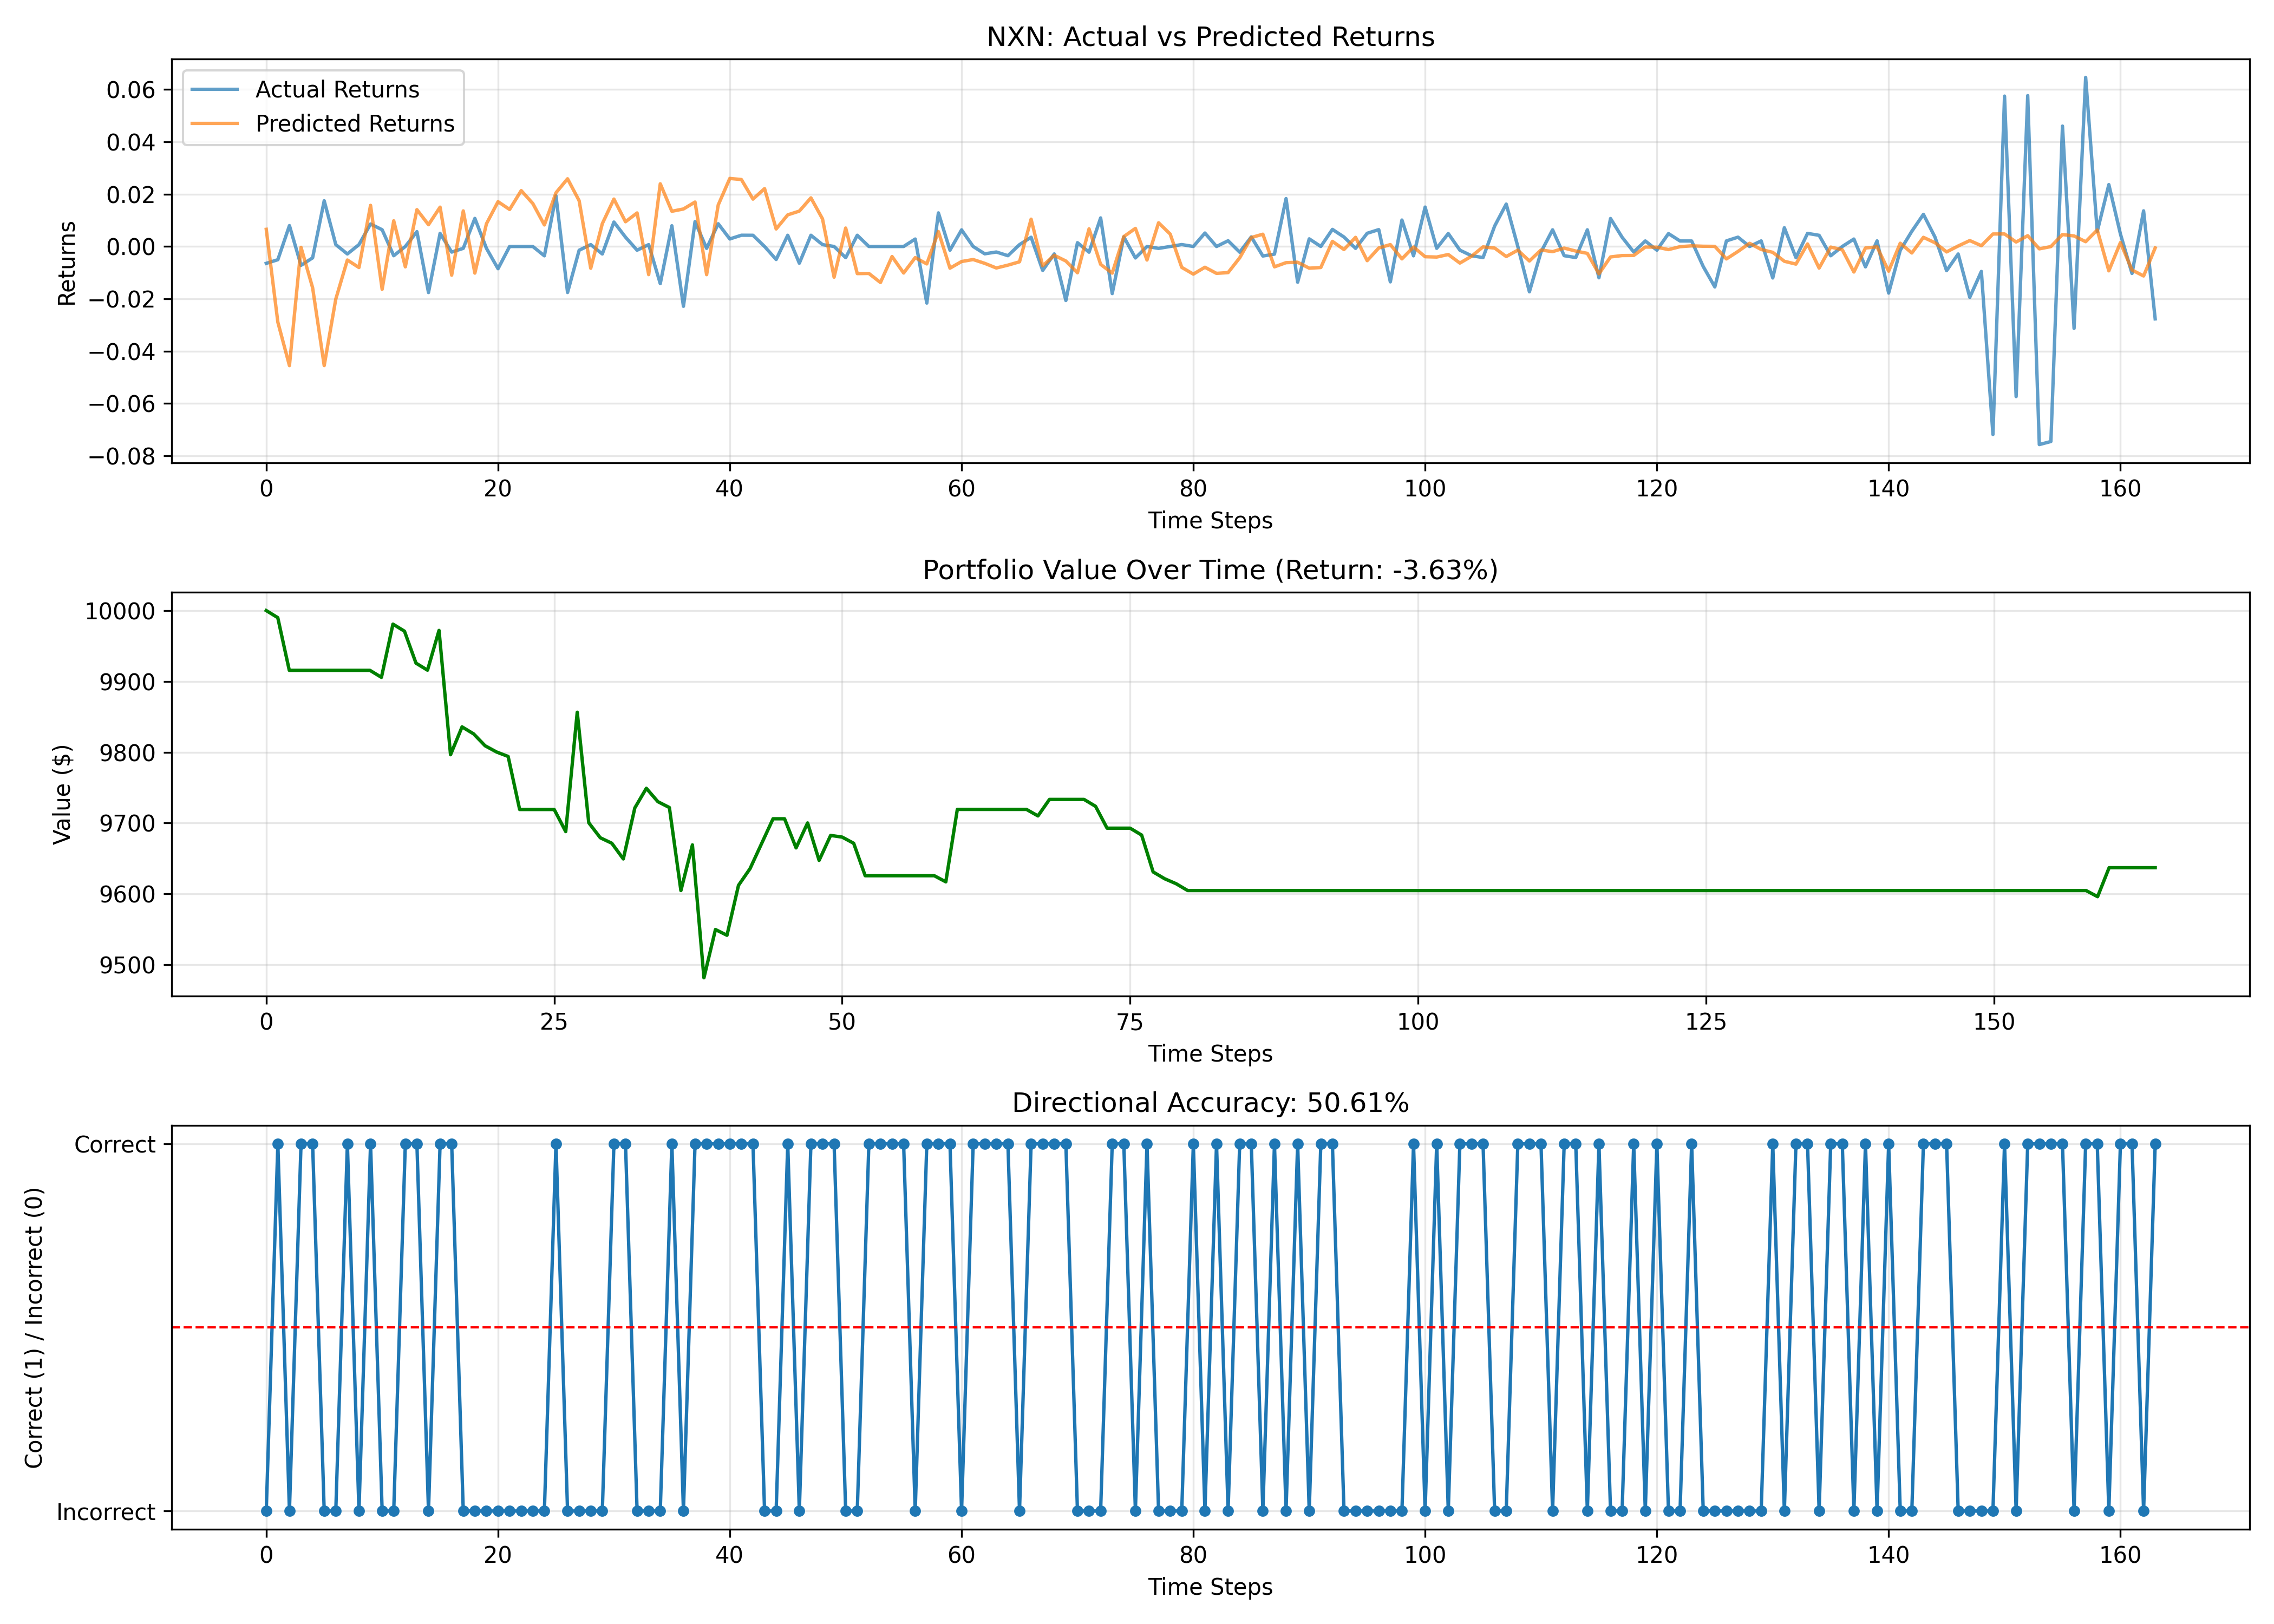 NXN: Actual vs Predicted Returns
Actual Returns
Predicted Returns
Returns
0.06
0.04
0.02
0.00
−0.02
−0.04
−0.06
−0.08
0 20 40 60 80 100 120 140 160
Time Steps
Portfolio Value Over Time (Return: -3.63%)
Value ($)
10000
9900
9800
9700
9600
9500
0 25 50 75 100 125 150
Time Steps
Directional Accuracy: 50.61%
Correct (1) / Incorrect (0)
Correct
Incorrect
0 20 40 60 80 100 120 140 160
Time Steps